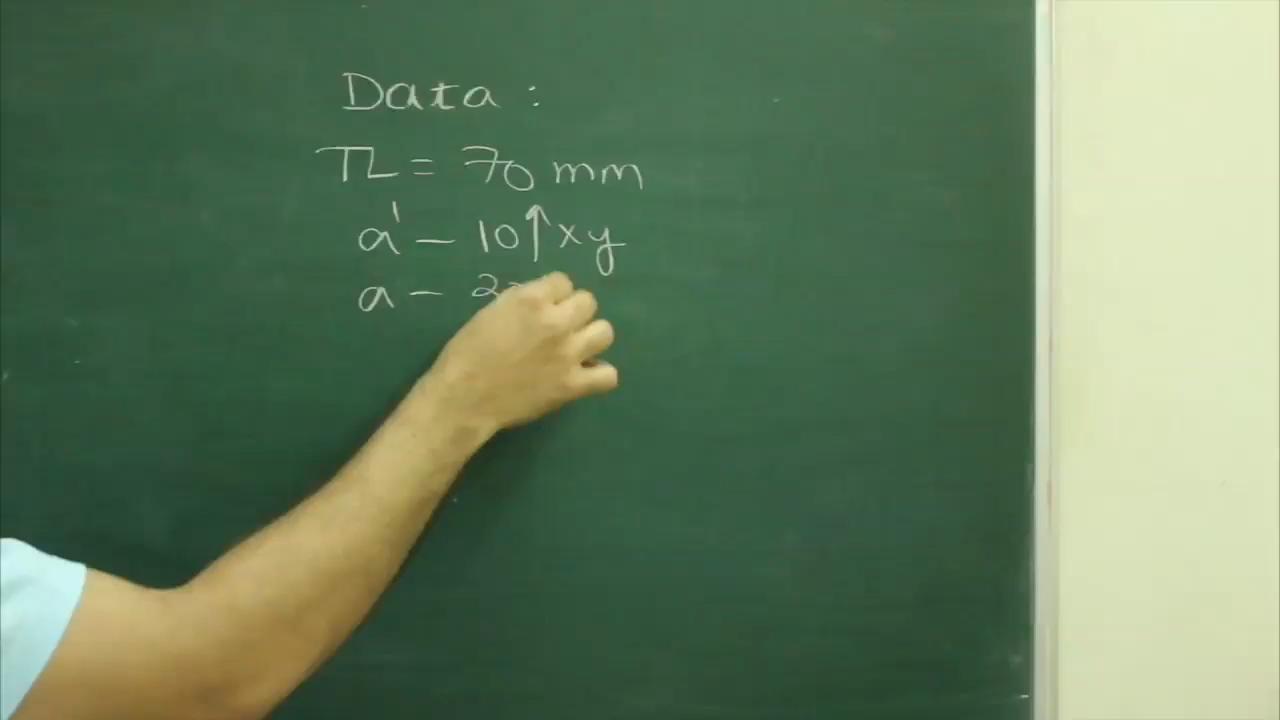 Data :
TL = 70 mm
a' – 10 ↑ xy
a –